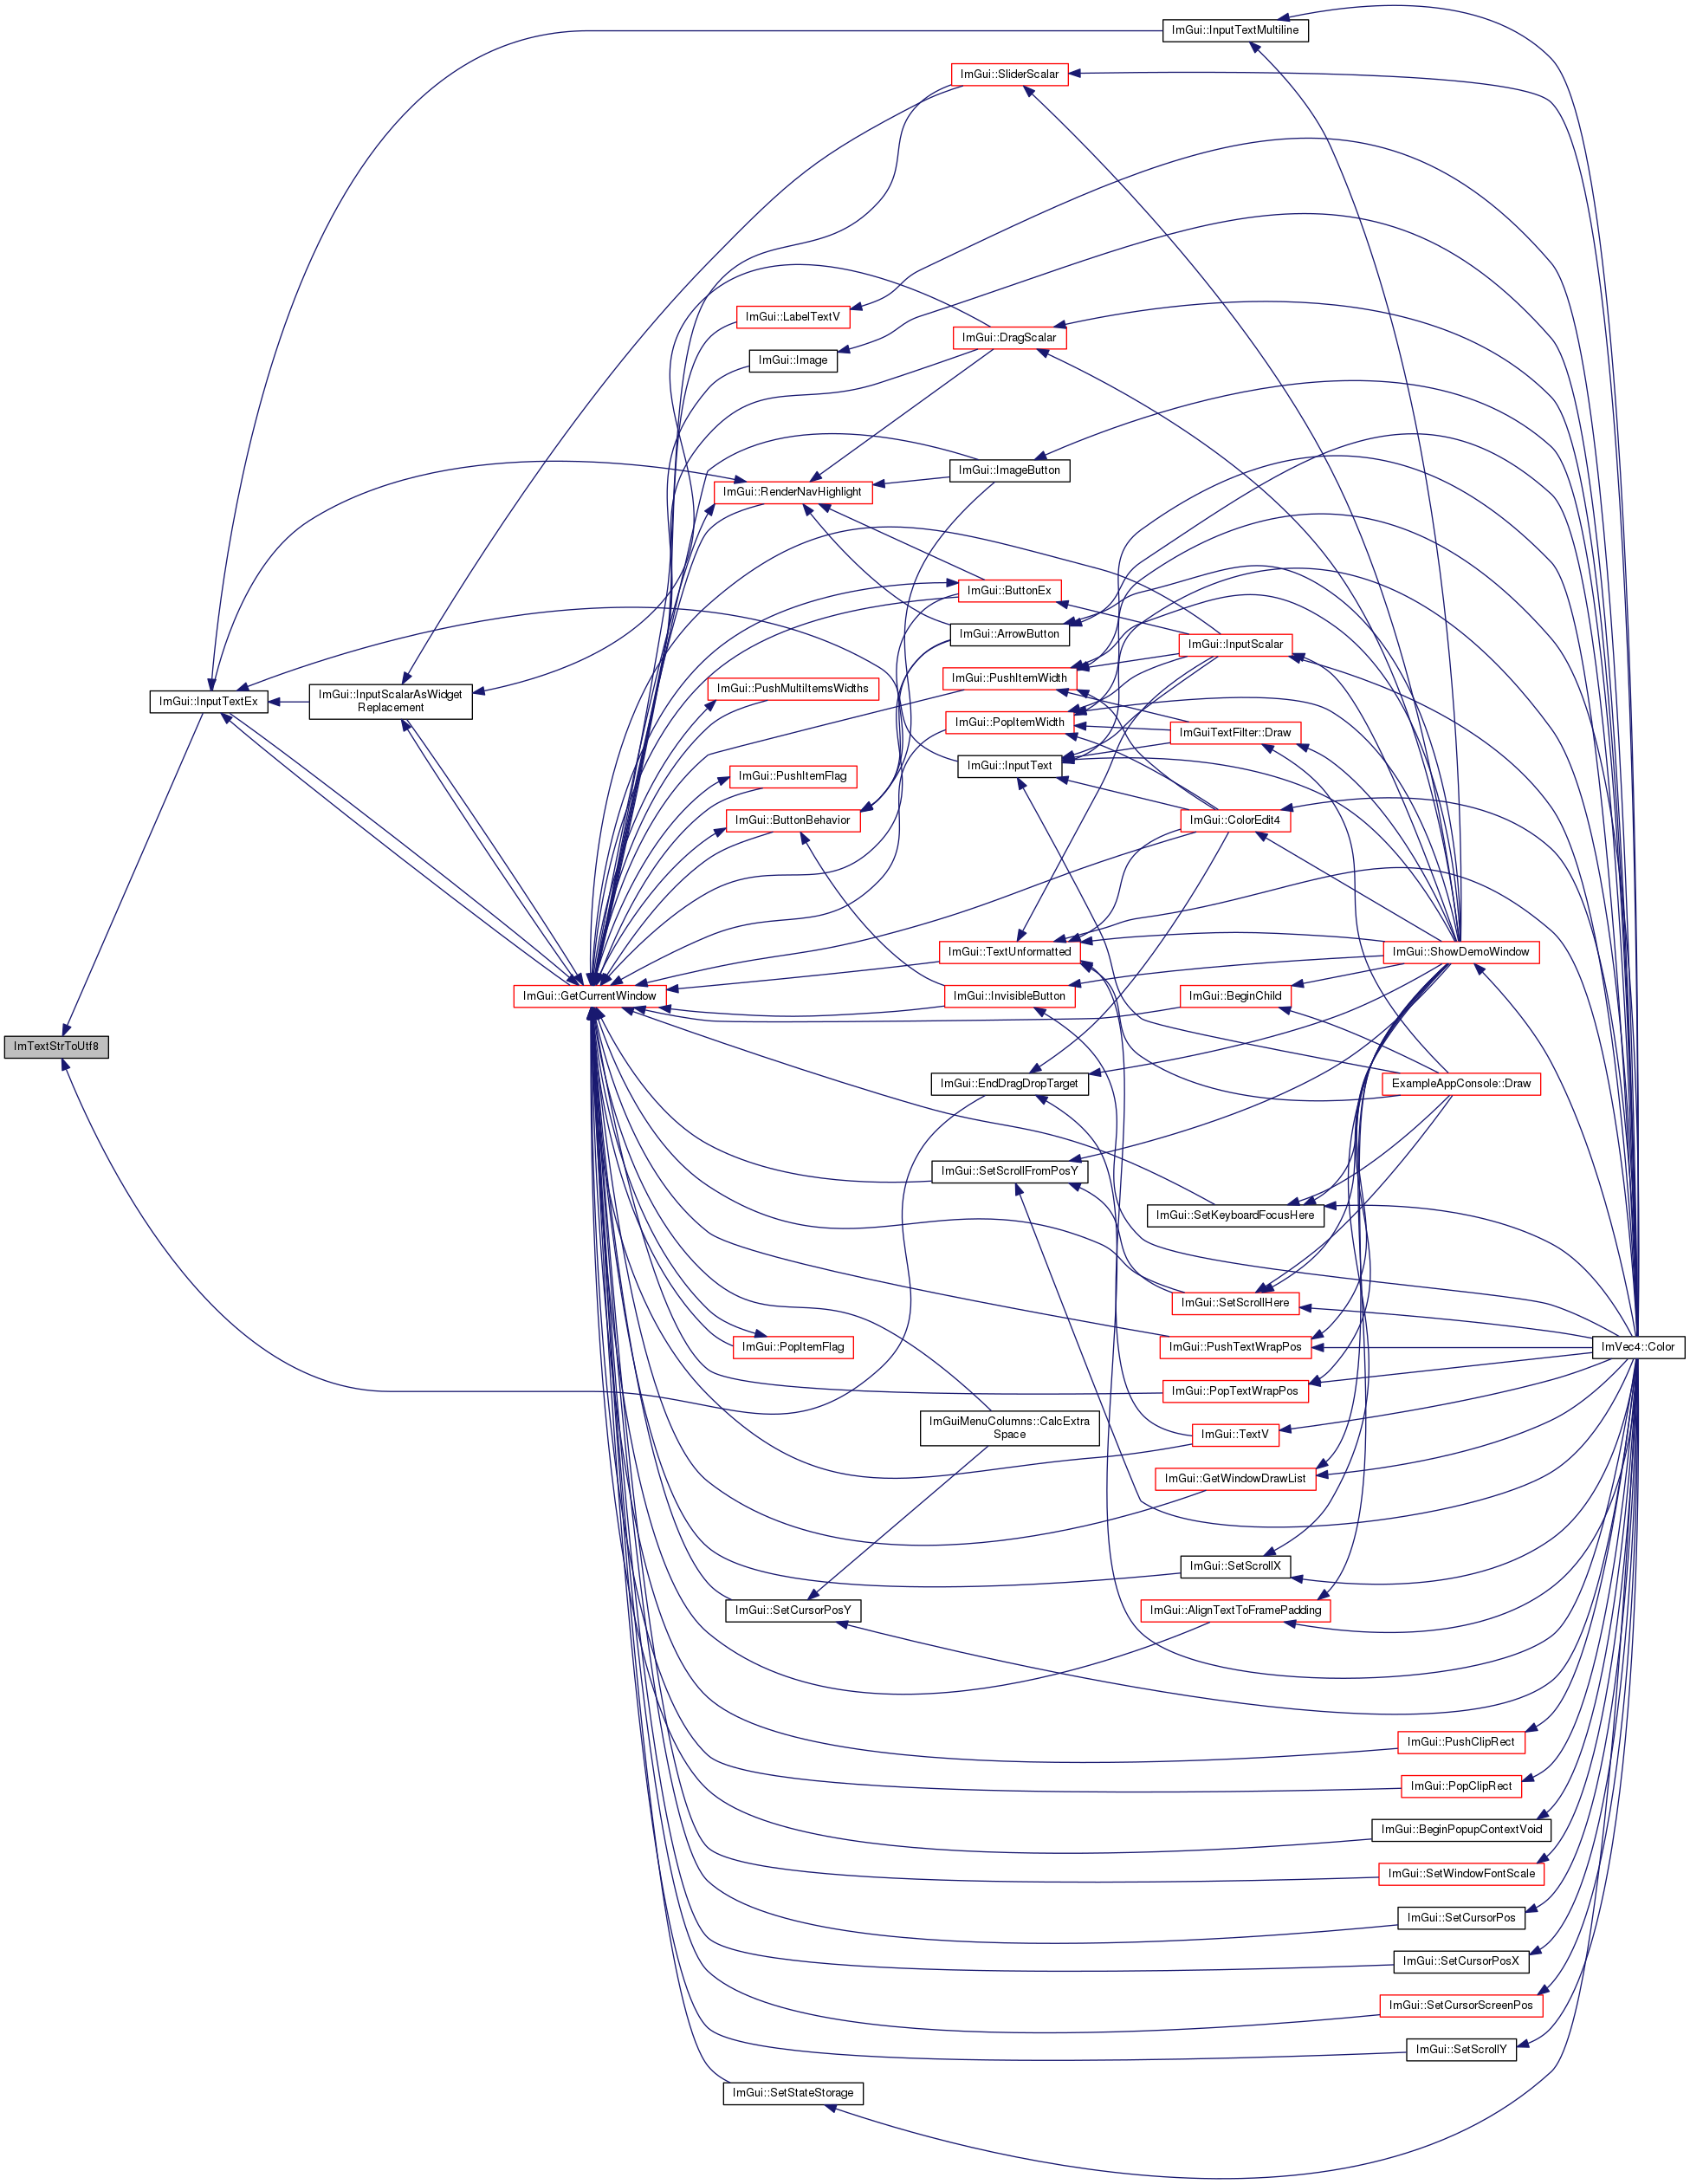 ImGui::InputTextMultiline
ImGui::SliderScalar
ImGui::LabelTextV
ImGui::DragScalar
ImGui::Image
ImGui::ImageButton
ImGui::RenderNavHighlight
ImGui::ButtonEx
ImGui::ArrowButton
ImGui::InputScalar
ImGui::PushItemWidth
ImGui::PushMultiItemsWidths
ImGui::InputScalarAsWidget
Replacement
ImGui::InputTextEx
ImGui::PopItemWidth
ImGuiTextFilter::Draw
ImGui::InputText
ImGui::PushItemFlag
ImGui::ButtonBehavior
ImGui::ColorEdit4
ImGui::TextUnformatted
ImGui::ShowDemoWindow
ImGui::GetCurrentWindow
ImGui::InvisibleButton
ImGui::BeginChild
ImTextStrToUtf8
ImGui::EndDragDropTarget
ExampleAppConsole::Draw
ImGui::SetScrollFromPosY
ImGui::SetKeyboardFocusHere
ImGui::SetScrollHere
ImGui::PopItemFlag
ImGui::PushTextWrapPos
ImVec4::Color
ImGui::PopTextWrapPos
ImGuiMenuColumns::CalcExtra
Space
ImGui::TextV
ImGui::GetWindowDrawList
ImGui::SetScrollX
ImGui::SetCursorPosY
ImGui::AlignTextToFramePadding
ImGui::PushClipRect
ImGui::PopClipRect
ImGui::BeginPopupContextVoid
ImGui::SetWindowFontScale
ImGui::SetCursorPos
ImGui::SetCursorPosX
ImGui::SetCursorScreenPos
ImGui::SetScrollY
ImGui::SetStateStorage